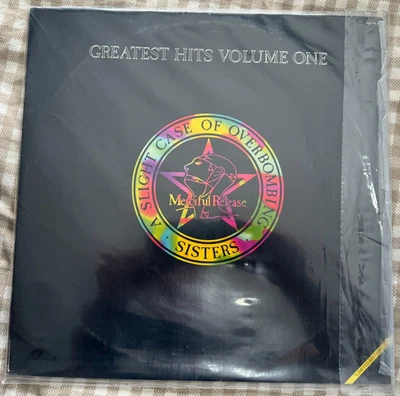 GREATEST HITS VOLUME ONE
A SLIGHT CASE OF OVERBOMBING
Merciful Release
SISTERS